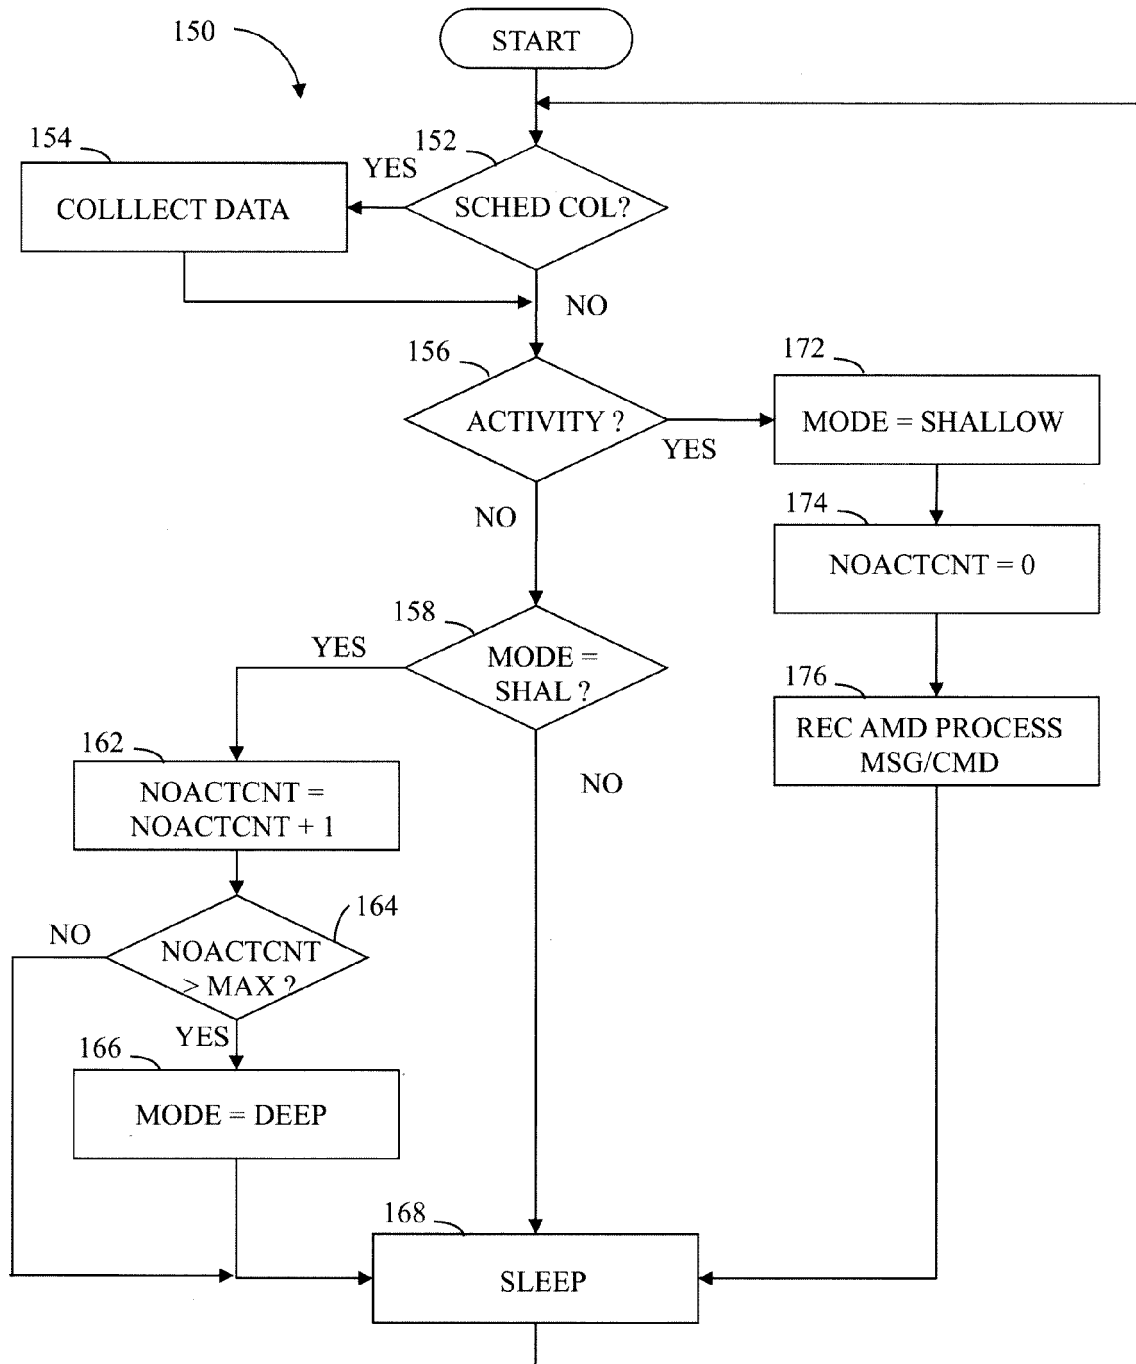 150
START
154
152
YES
COLLLECT DATA
SCHED COL?
NO
156
172
ACTIVITY ?
MODE = SHALLOW
YES
NO
174
NOACTCNT = 0
158
YES
MODE =
SHAL ?
176
REC AMD PROCESS
MSG/CMD
162
NO
NOACTCNT =
NOACTCNT + 1
164
NO
NOACTCNT
> MAX ?
YES
166
MODE = DEEP
168
SLEEP